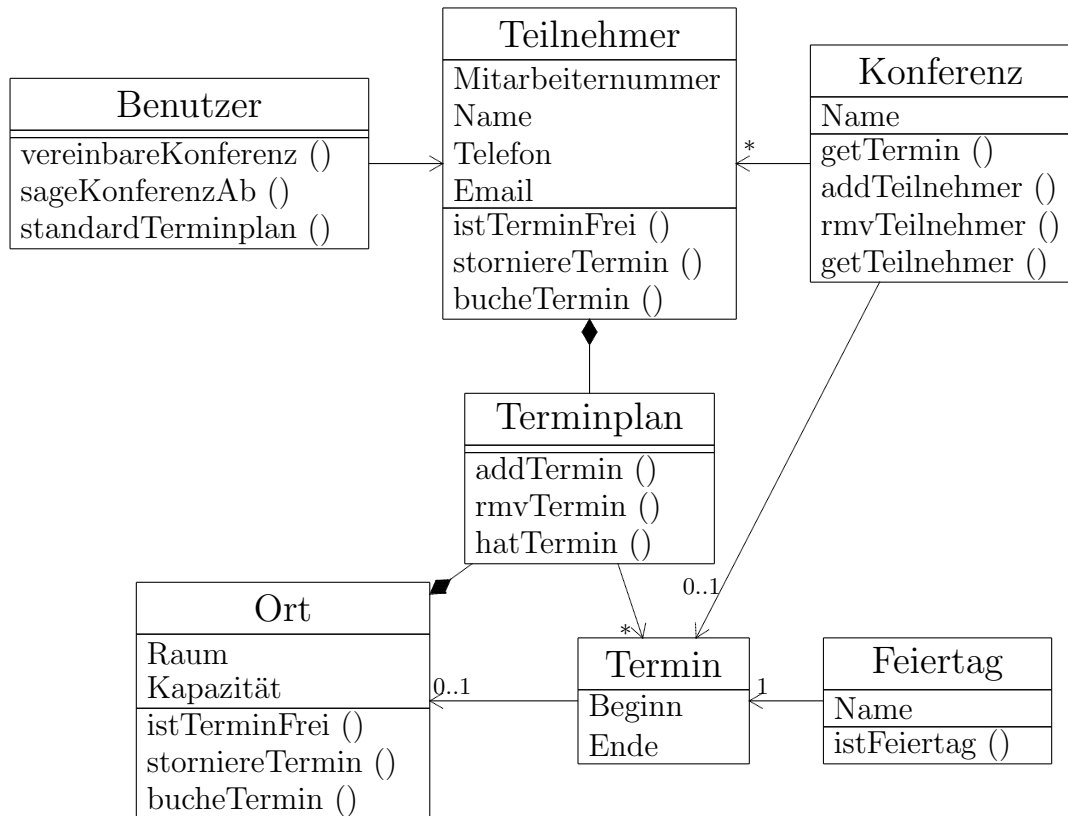 Teilnehmer
Mitarbeiternummer
Name
Telefon
Email
istTerminFrei ()
storniereTermin ()
bucheTermin ()
Konferenz
Name
getTermin ()
addTeilnehmer ()
rmvTeilnehmer ()
getTeilnehmer ()
Benutzer
vereinbareKonferenz ()
sageKonferenzAb ()
standardTerminplan ()
*
Terminplan
addTermin ()
rmvTermin ()
hatTermin ()
0..1
*
Ort
Raum
Kapazität
istTerminFrei ()
storniereTermin ()
bucheTermin ()
0..1
Termin
Beginn
Ende
1
Feiertag
Name
istFeiertag ()